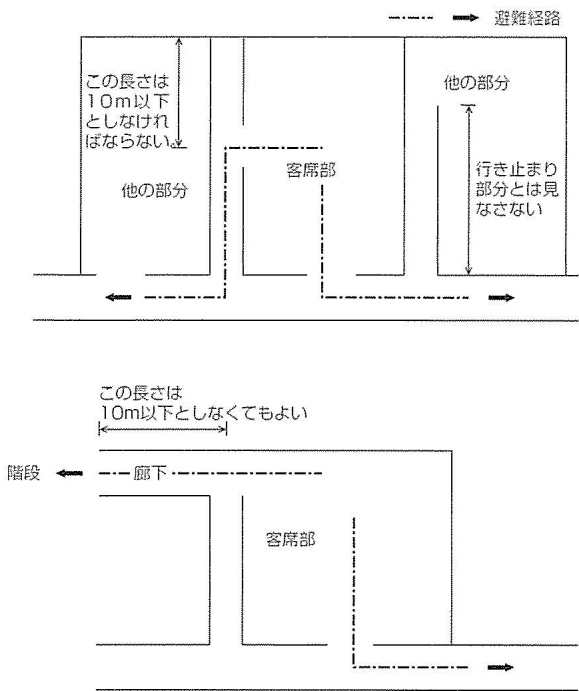 避難経路
この長さは
10m以下
としなけれ
ばならない
他の部分
客席部
他の部分
行き止まり
部分とは見
なさない
この長さは
10m以下としなくてもよい
階段
廊下
客席部